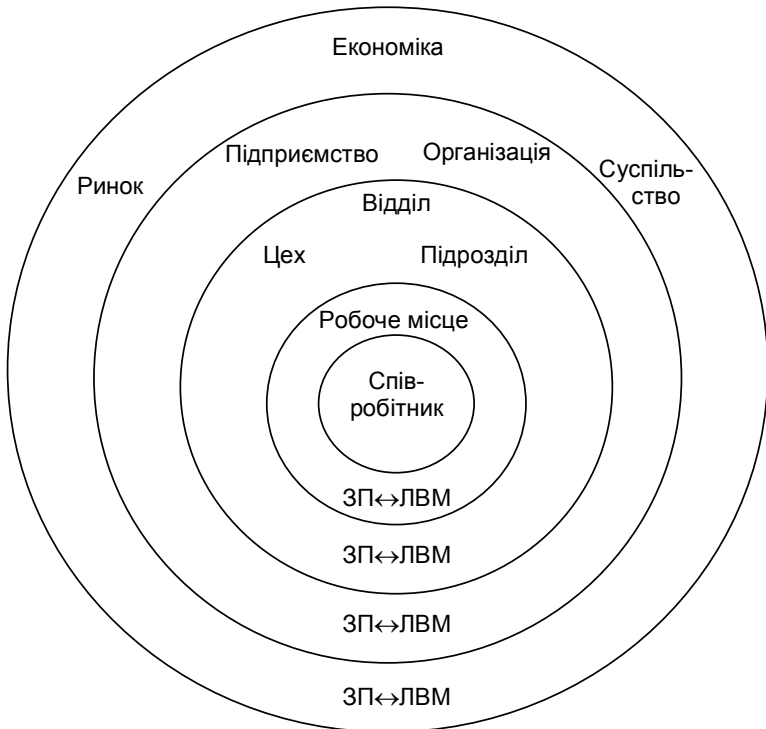 Економіка
Підприємство
Організація
Ринок
Суспіль-
ство
Відділ
Цех
Підрозділ
Робоче місце
Спів-
робітник
ЗП↔ЛВМ
ЗП↔ЛВМ
ЗП↔ЛВМ
ЗП↔ЛВМ